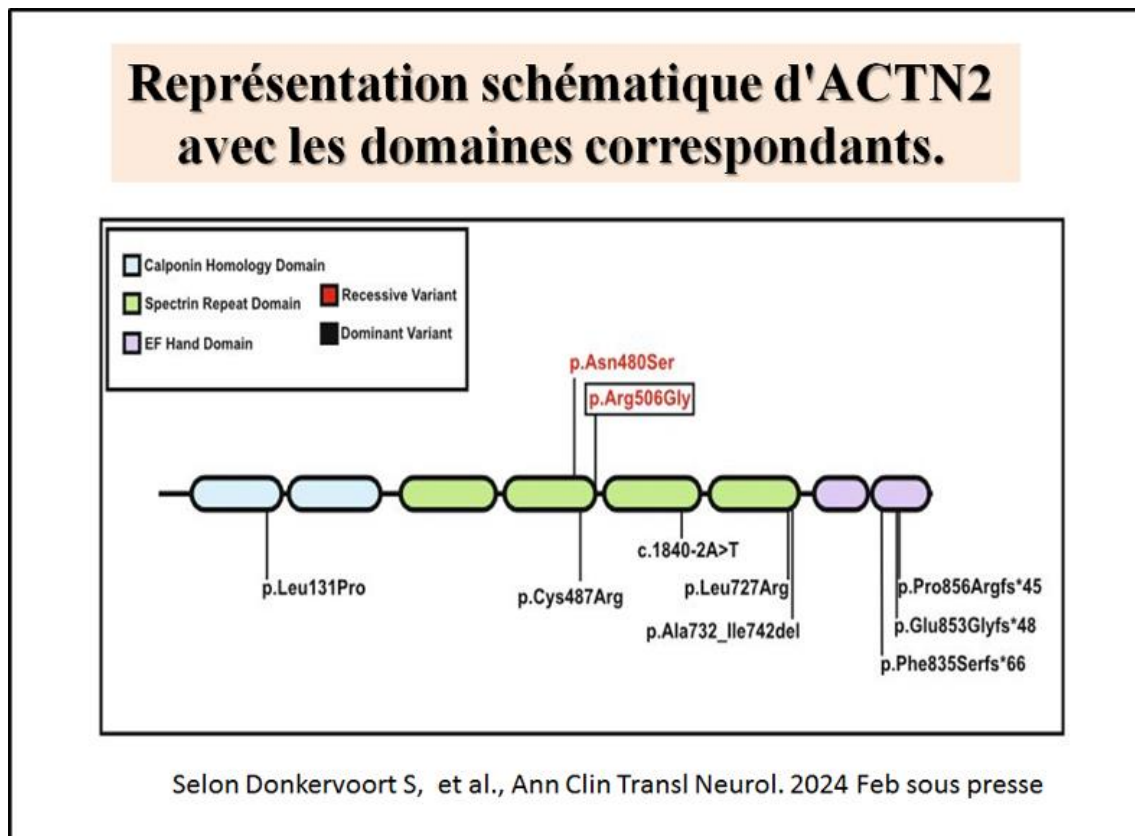 Représentation schématique d'ACTN2
avec les domaines correspondants.
Calponin Homology Domain
Spectrin Repeat Domain
EF Hand Domain
Recessive Variant
Dominant Variant
p.Asn480Ser
p.Arg506Gly
c.1840-2A>T
p.Leu131Pro
p.Cys487Arg
p.Leu727Arg
p.Ala732_Ile742del
p.Pro856Argfs*45
p.Glu853Glyfs*48
p.Phe835Serfs*66
Selon Donkervoort S, et al., Ann Clin Transl Neurol. 2024 Feb sous presse